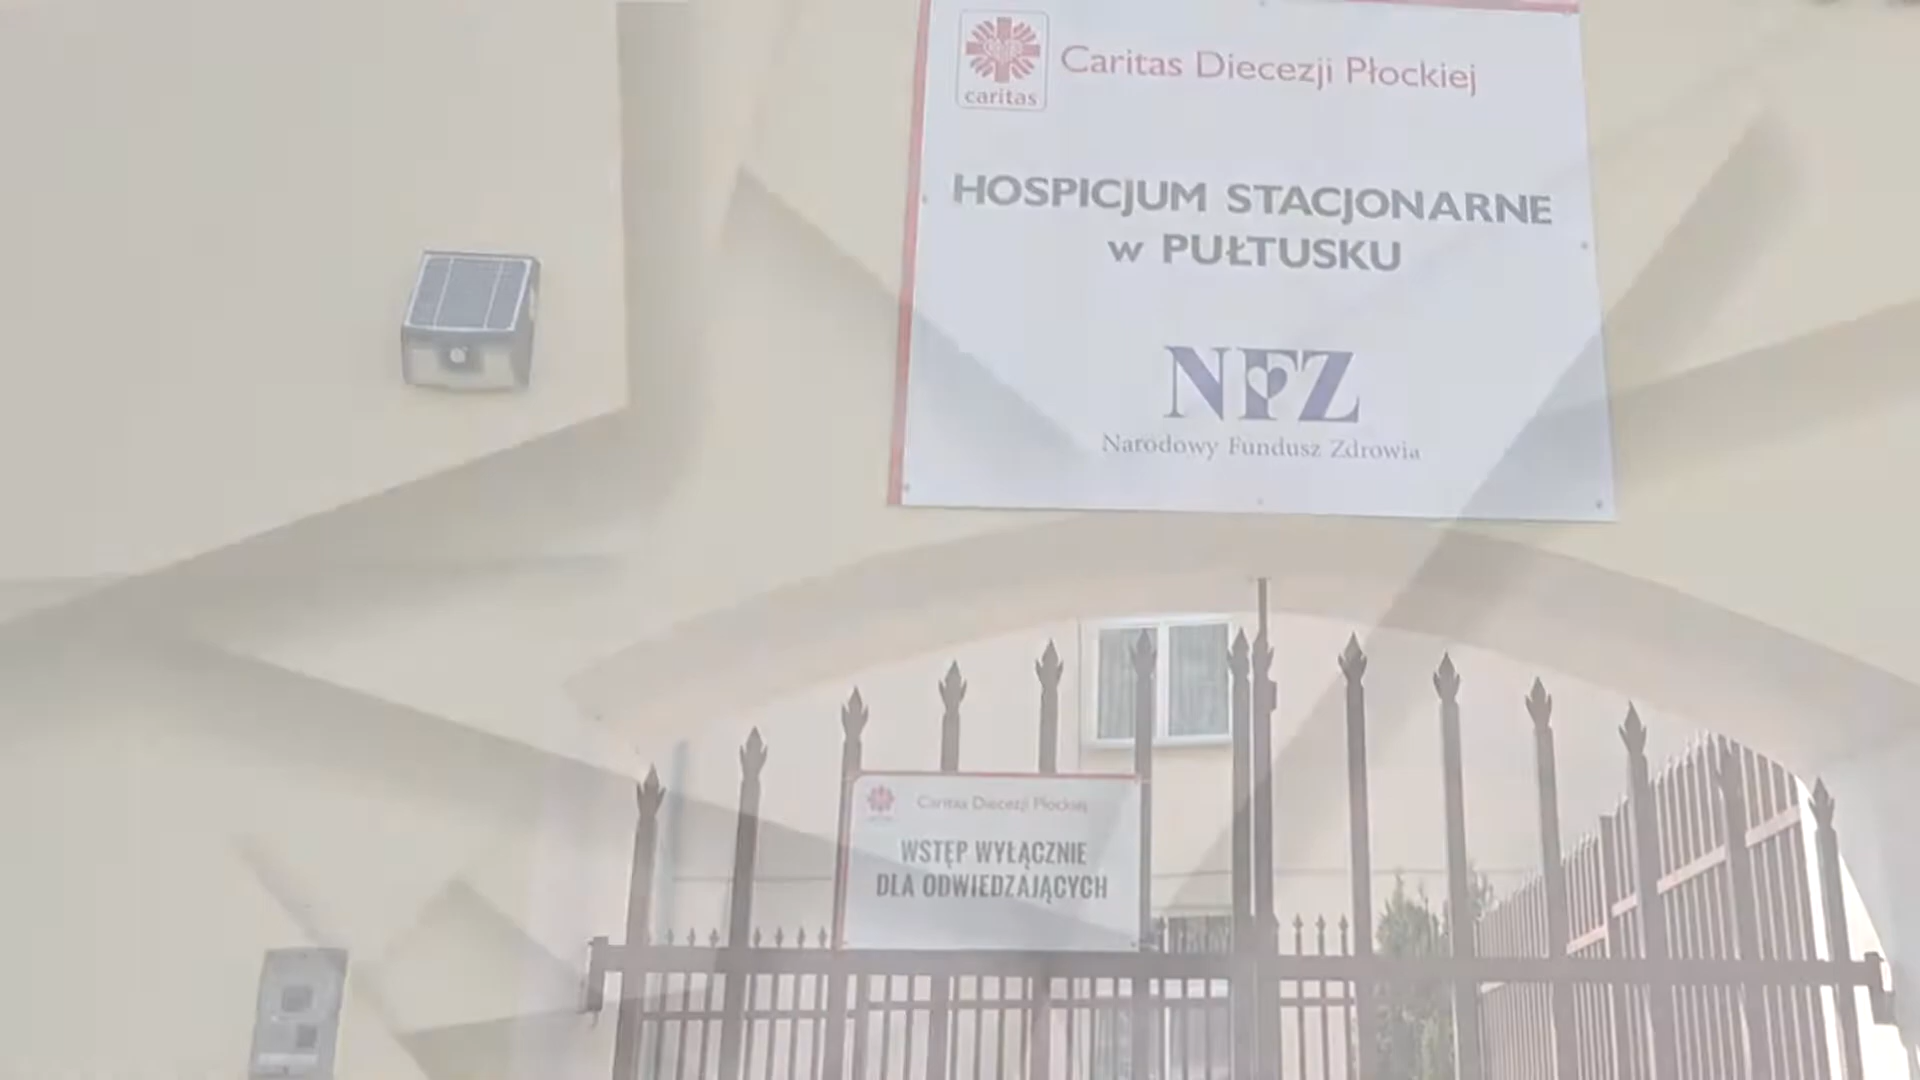 caritas
Caritas Diecezji Płockiej
HOSPICJUM STACJONARNE
w PUŁTUSKU
NFZ
Narodowy Fundusz Zdrowia
Caritas Diecezji Płockiej
WSTĘP WYŁĄCZNIE
DLA ODWIEDZAJĄCYCH